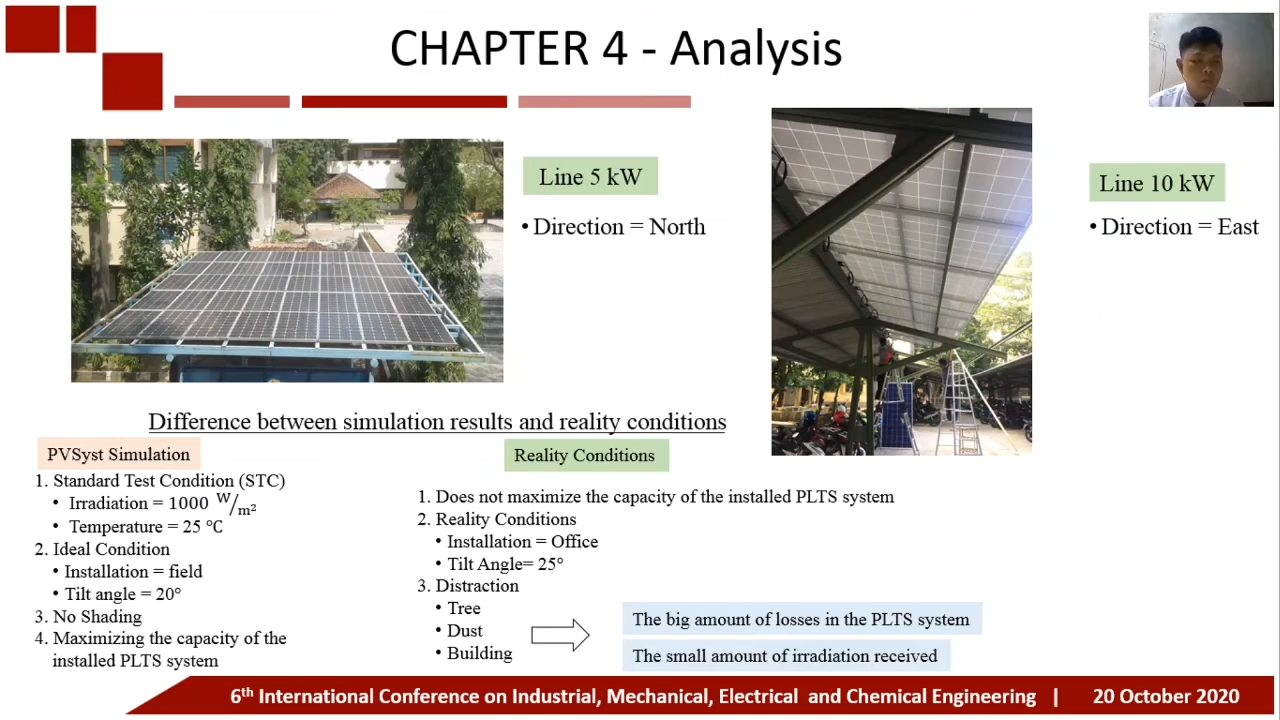 CHAPTER 4 - Analysis
Line 5 kW
• Direction = North
Line 10 kW
• Direction = East
Difference between simulation results and reality conditions
PVSyst Simulation
1. Standard Test Condition (STC)
• Irradiation = 1000 W/m²
• Temperature = 25 °C
2. Ideal Condition
• Installation = field
• Tilt angle = 20°
3. No Shading
4. Maximizing the capacity of the
installed PLTS system
Reality Conditions
1. Does not maximize the capacity of the installed PLTS system
2. Reality Conditions
• Installation = Office
• Tilt Angle= 25°
3. Distraction
• Tree
• Dust
• Building
The big amount of losses in the PLTS system
The small amount of irradiation received
6th International Conference on Industrial, Mechanical, Electrical and Chemical Engineering | 20 October 2020